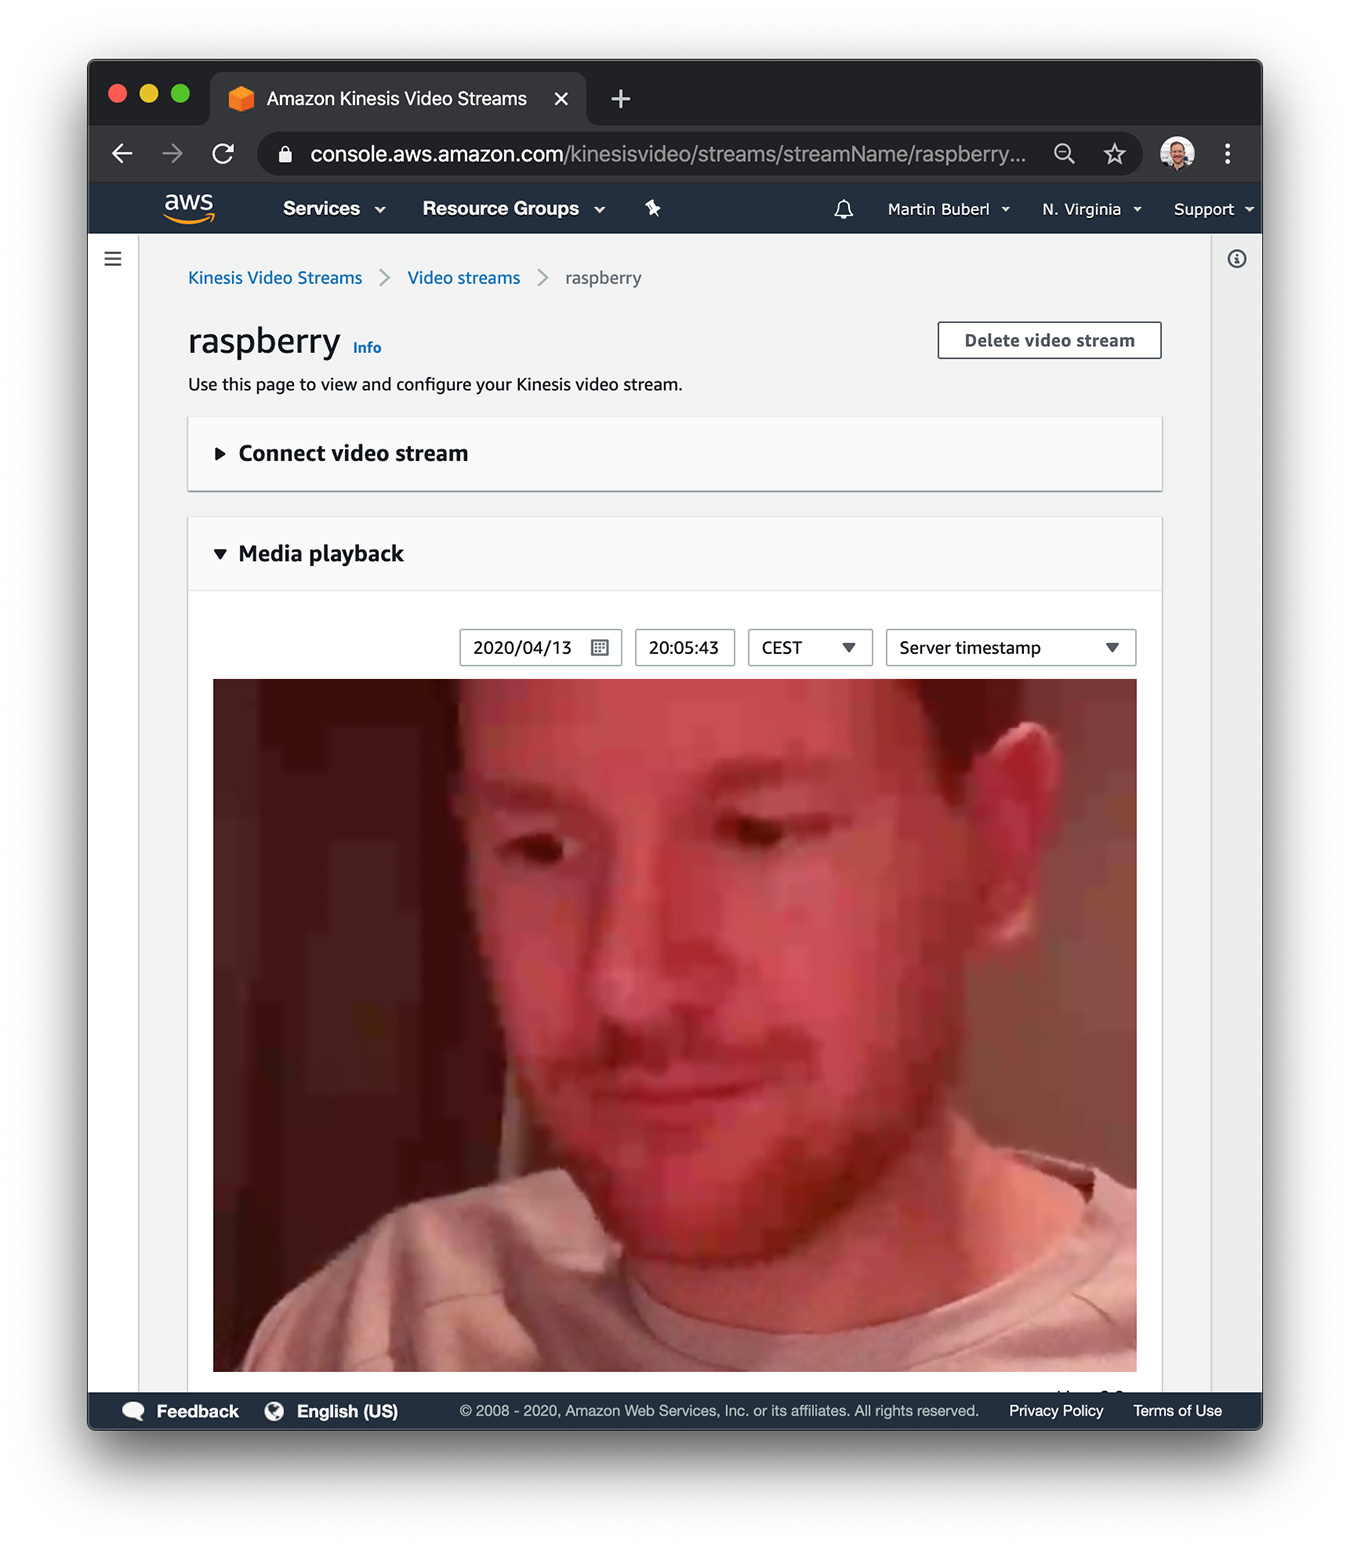 Amazon Kinesis Video Streams
console.aws.amazon.com/kinesisvideo/streams/streamName/raspberry...
aws Services Resource Groups Martin Buberl N. Virginia Support
Kinesis Video Streams > Video streams > raspberry
raspberry Info Delete video stream
Use this page to view and configure your Kinesis video stream.
Connect video stream
Media playback
2020/04/13 20:05:43 CEST Server timestamp
Feedback English (US) © 2008 - 2020, Amazon Web Services, Inc. or its affiliates. All rights reserved. Privacy Policy Terms of Use